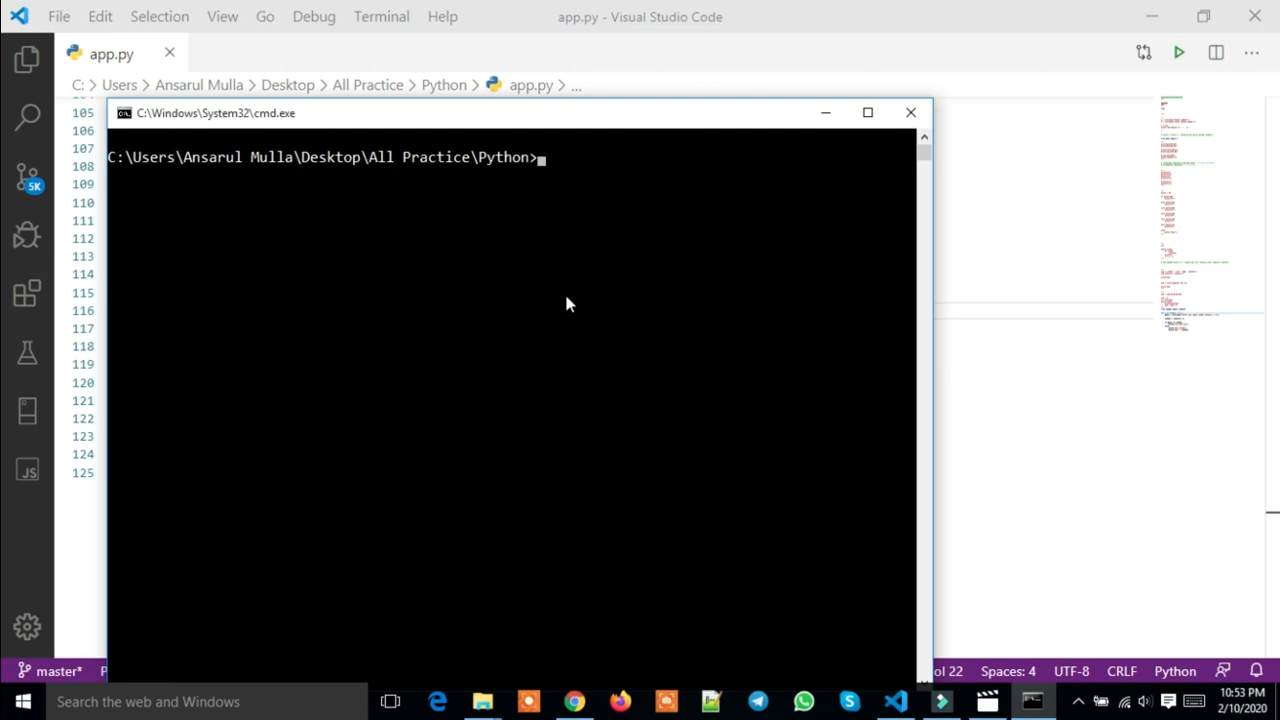 File Edit Selection View Go Debug Terminal Help app.py - Visual Studio Code
app.py
C: > Users > Ansarul Mulla > Desktop > All Practice > Python > app.py > ...
105
C:\Windows\System32\cmd.exe
106
107
C:\Users\Ansarul Mulla\Desktop\All Practice\Python>
108
109
5K
110
111
112
113
114
115
116
117
118
119
120
121
122
123
124
JS
125
master* ol 22 Spaces: 4 UTF-8 CRLF Python
Search the web and Windows
10:53 PM
2/10/2020